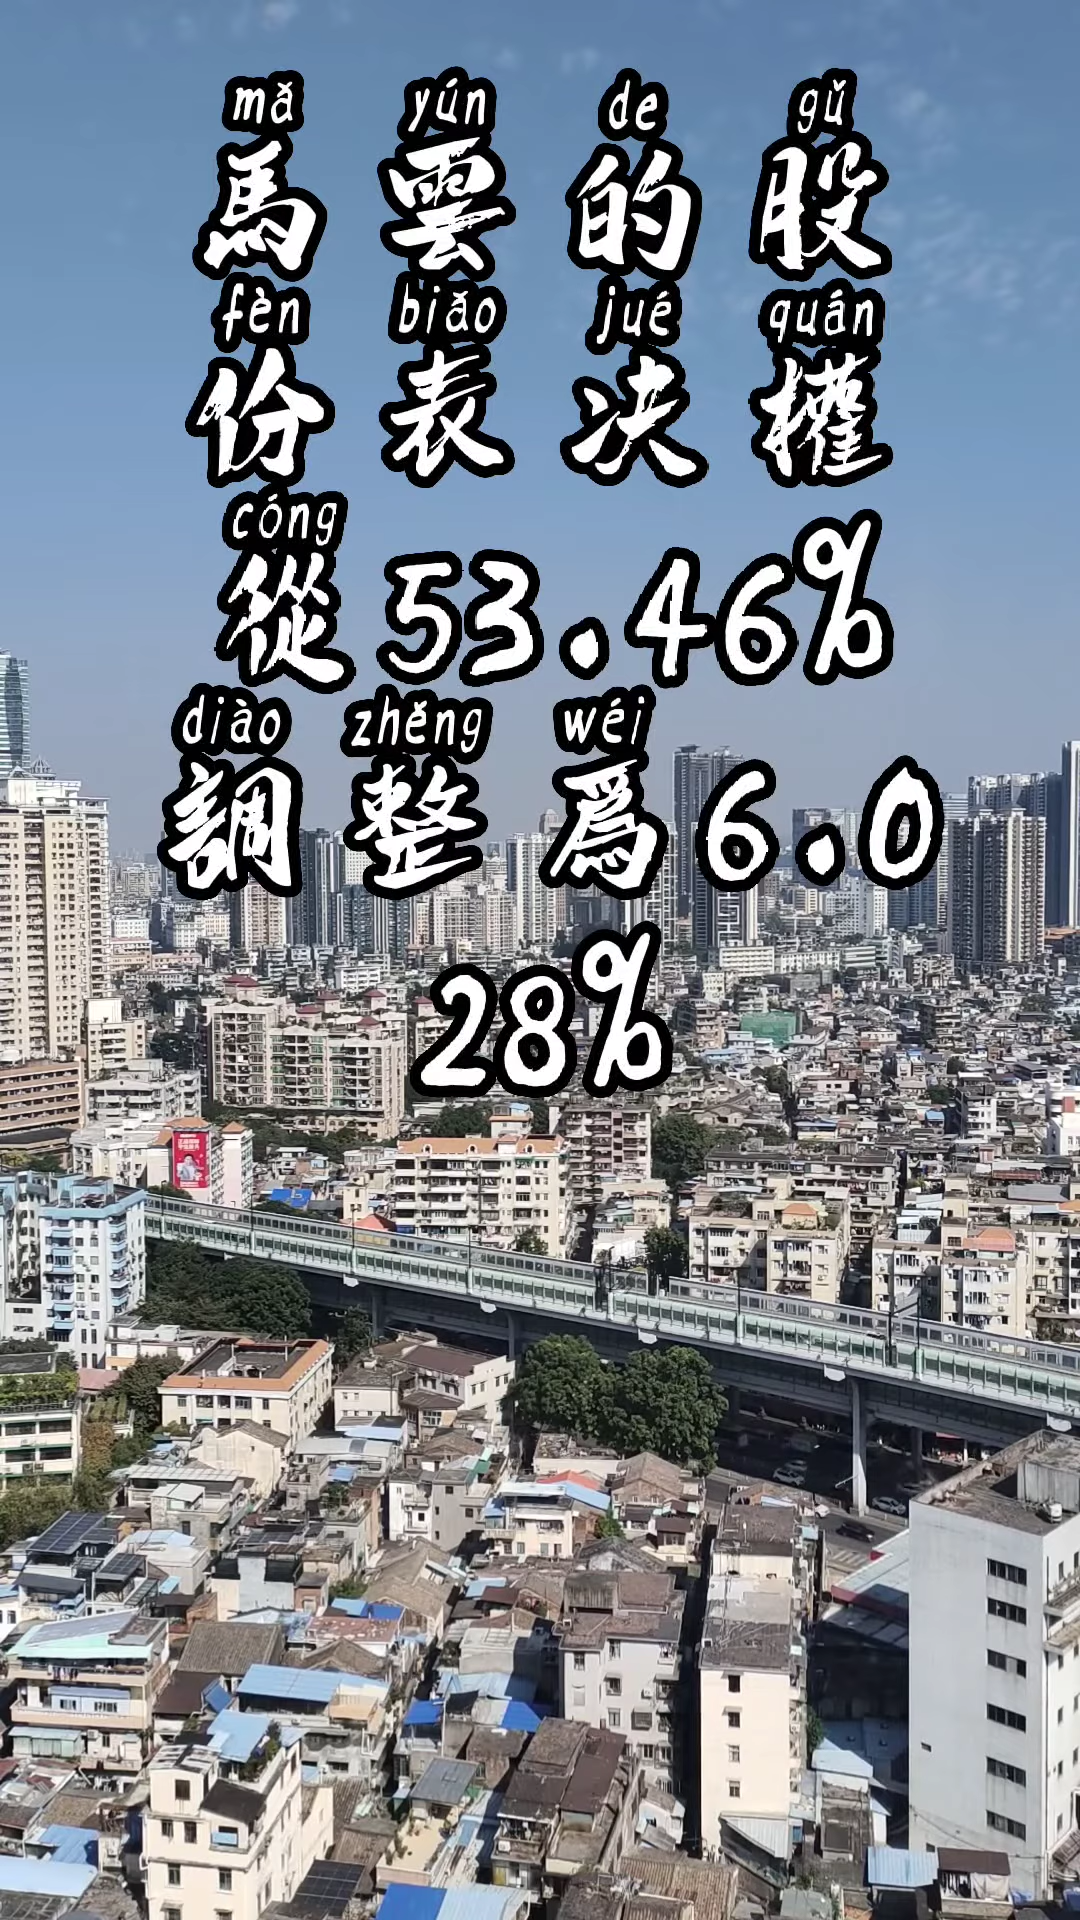 mǎ yún de gǔ
馬雲的股
fèn biǎo jué quán
份表决權
cóng
從53.46%
diào zhěng wéi
調整爲6.0
28%